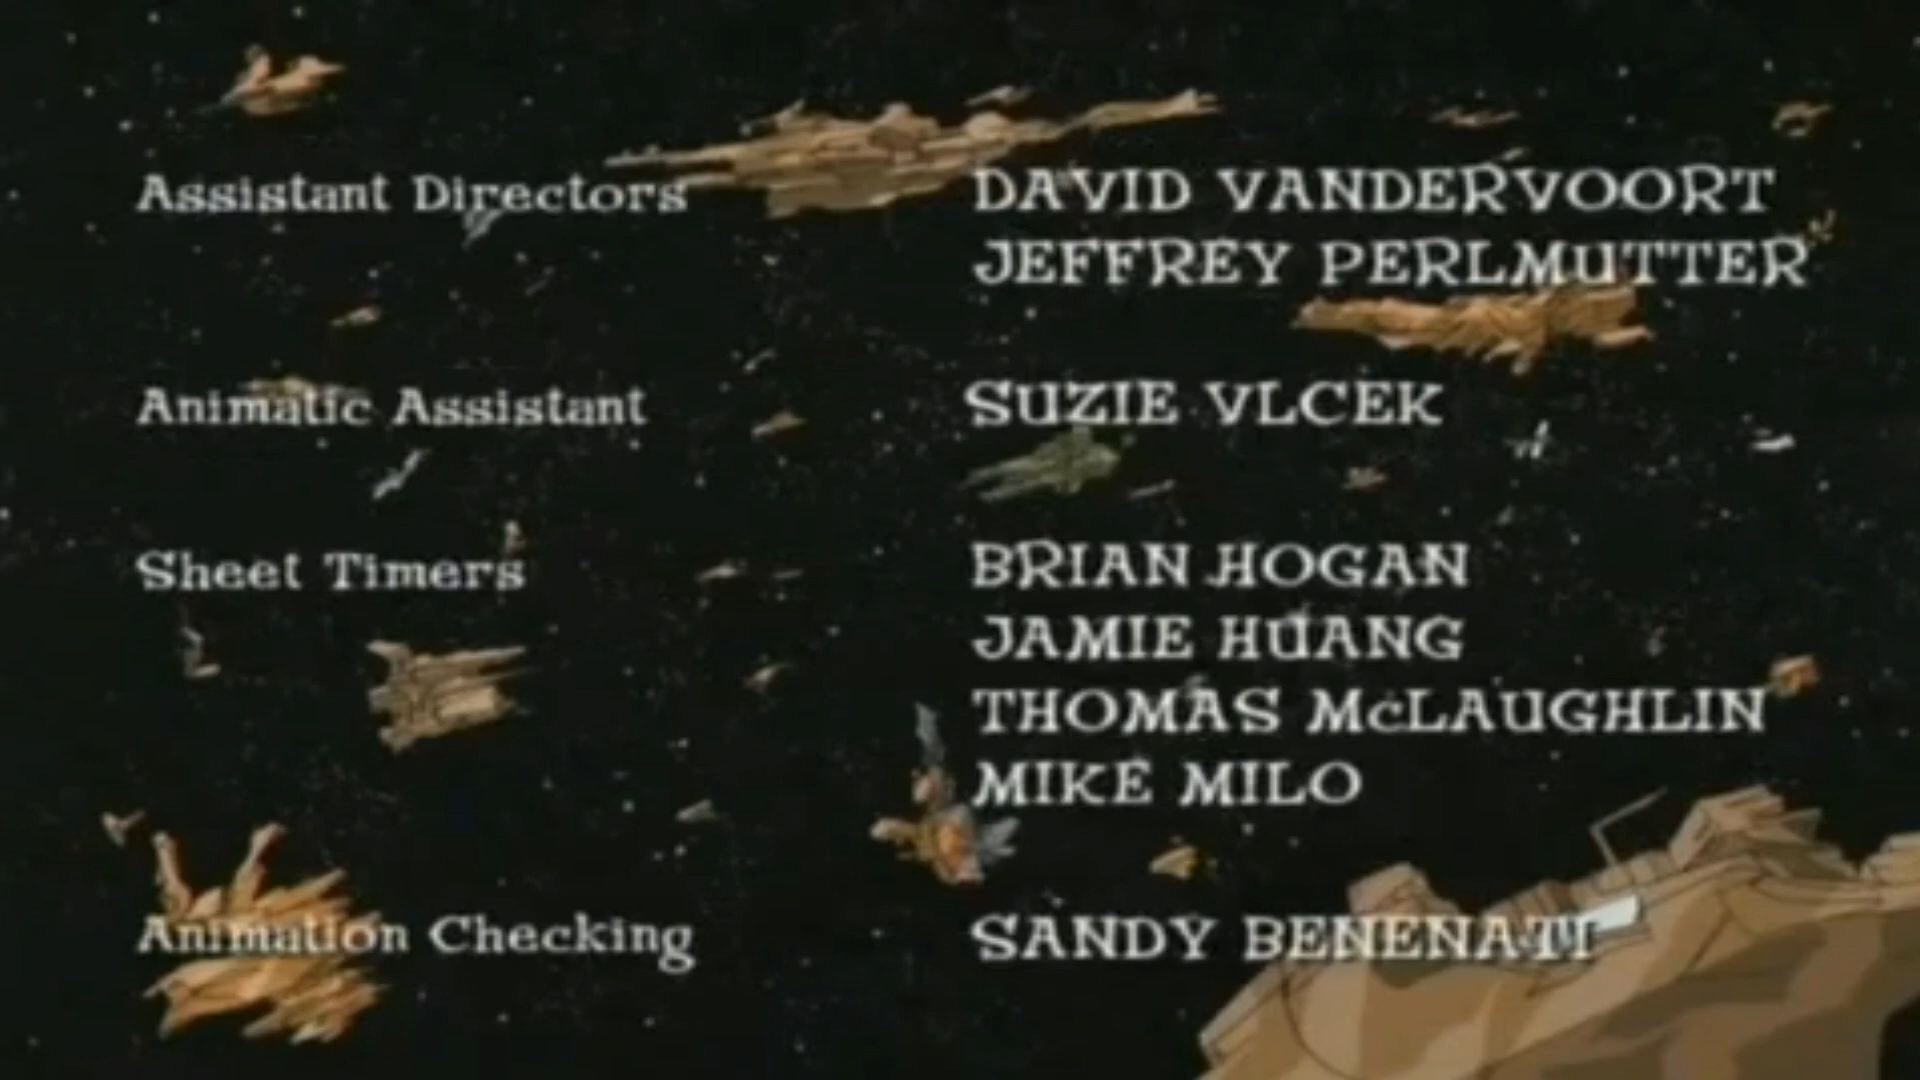 Assistant Directors DAVID VANDERVOORT
JEFFREY PERLMUTTER
Animatic Assistant SUZIE VLCEK
Sheet Timers BRIAN HOGAN
JAMIE HUANG
THOMAS McLAUGHLIN
MIKE MILO
Animation Checking SANDY BENENATI